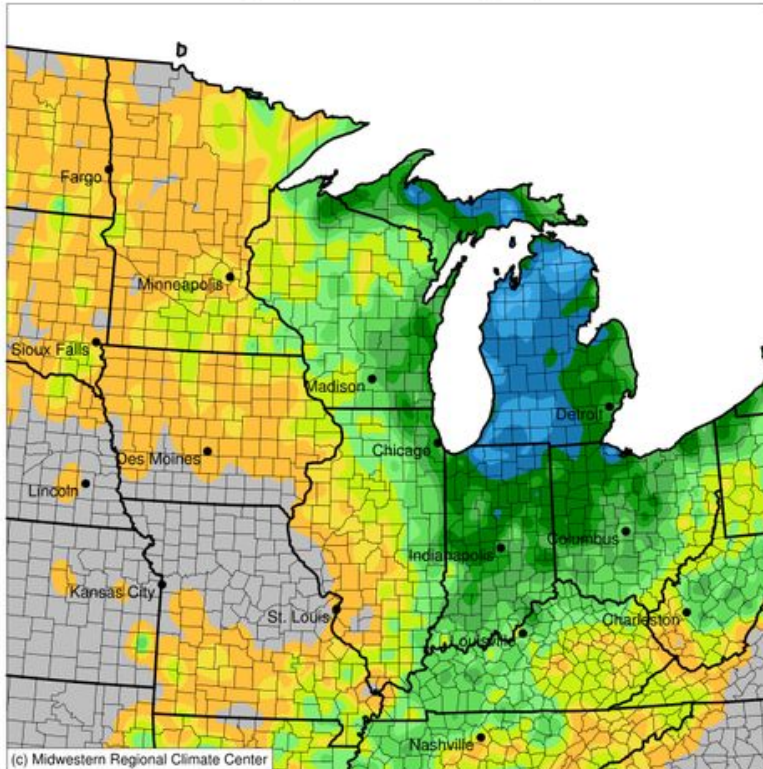 Fargo
Minneapolis
Sioux Falls
Madison
Detroit
Chicago
Des Moines
Lincoln
Columbus
Indianapolis
Kansas City
St. Louis
Charleston
Louisville
Nashville
(c) Midwestern Regional Climate Center